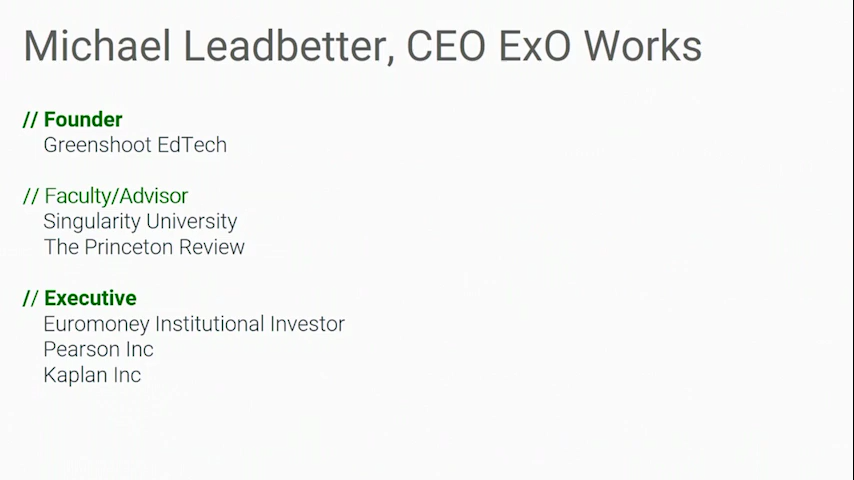 Michael Leadbetter, CEO ExO Works
// Founder
Greenshoot EdTech
// Faculty/Advisor
Singularity University
The Princeton Review
// Executive
Euromoney Institutional Investor
Pearson Inc
Kaplan Inc